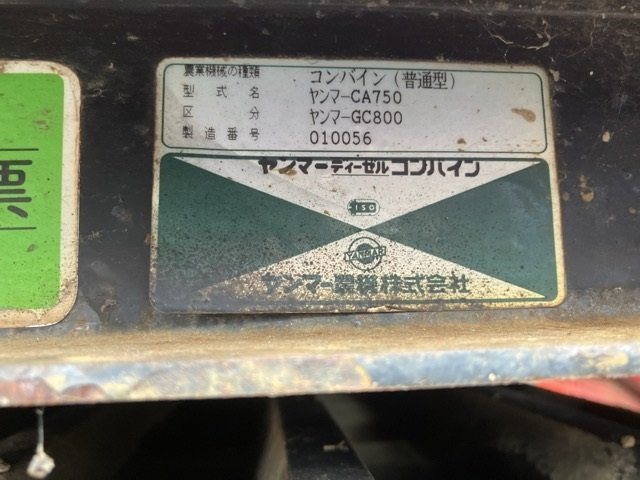 農業機械の種類 コンバイン(普通型)
型式名 ヤンマーCA750
区分 ヤンマーGC800
製造番号 010056
ヤンマーディーゼルコンバイン
ISO
YANMAR
ヤンマー農機株式会社